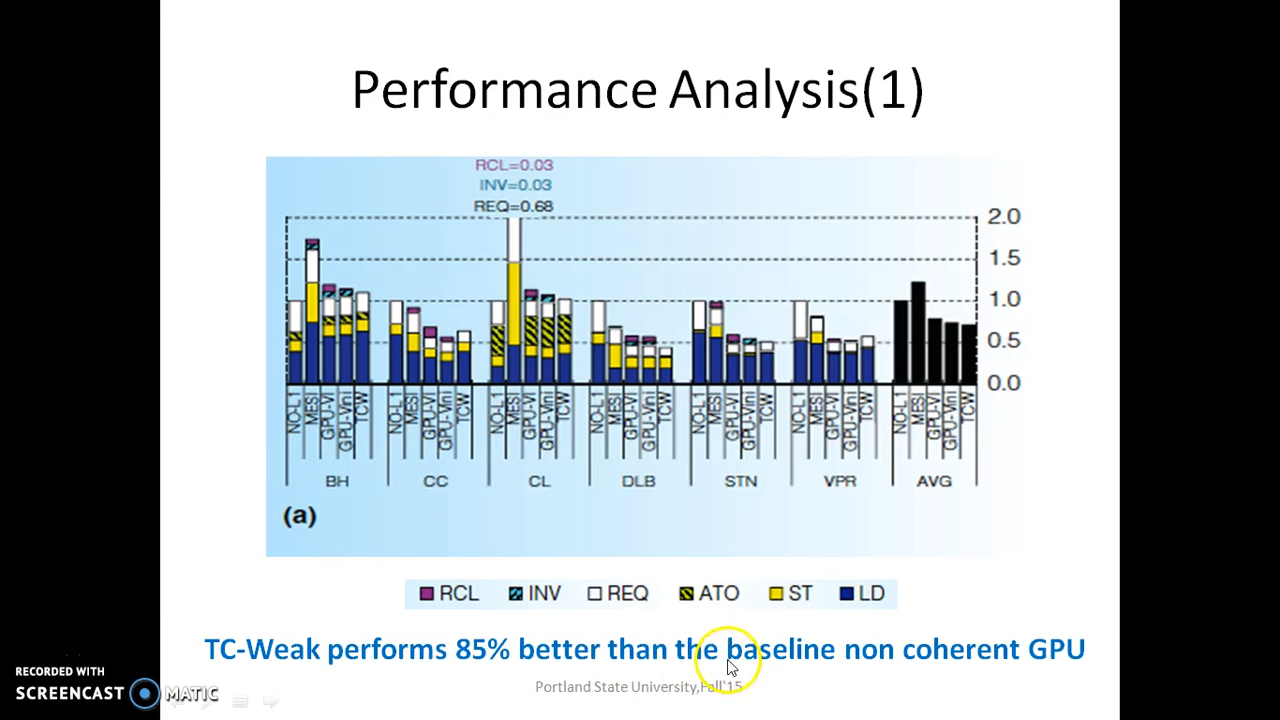 Performance Analysis(1)
RCL=0.03
INV=0.03
REQ=0.68
2.0
1.5
1.0
0.5
0.0
NO-L1 MESI GPU-VI GPU-Vini TCW
NO-L1 MESI GPU-VI GPU-Vini TCW
NO-L1 MESI GPU-VI GPU-Vini TCW
NO-L1 MESI GPU-VI GPU-Vini TCW
NO-L1 MESI GPU-VI GPU-Vini TCW
NO-L1 MESI GPU-VI GPU-Vini TCW
NO-L1 MESI GPU-VI GPU-Vini TCW
BH CC CL DLB STN VPR AVG
(a)
RCL INV REQ ATO ST LD
TC-Weak performs 85% better than the baseline non coherent GPU
Portland State University,Fall'15
RECORDED WITH
SCREENCAST MATIC